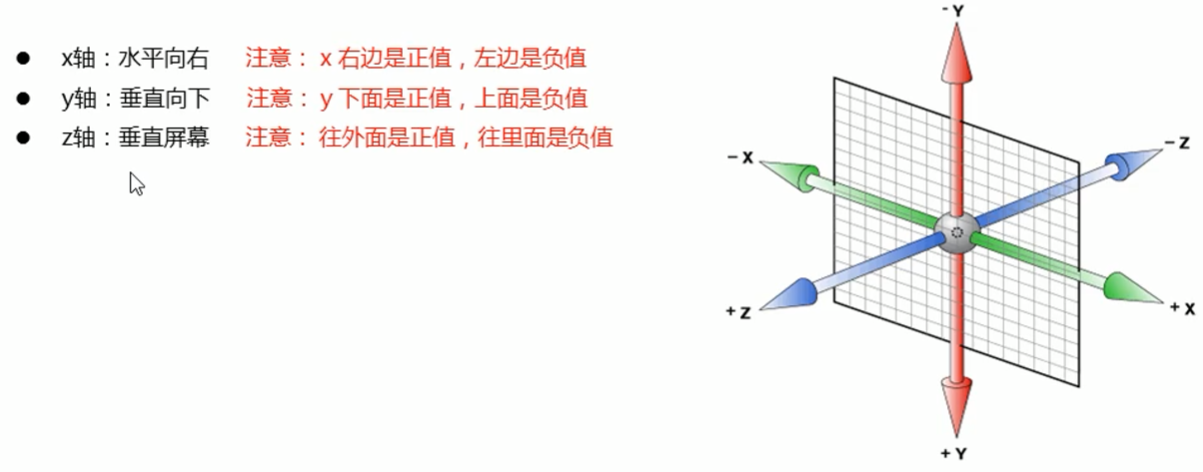 ● x轴：水平向右 注意： x 右边是正值，左边是负值
● y轴：垂直向下 注意： y 下面是正值，上面是负值
● z轴：垂直屏幕 注意： 往外面是正值，往里面是负值
- Y
- X
- Z
+ Z
+ X
+ Y